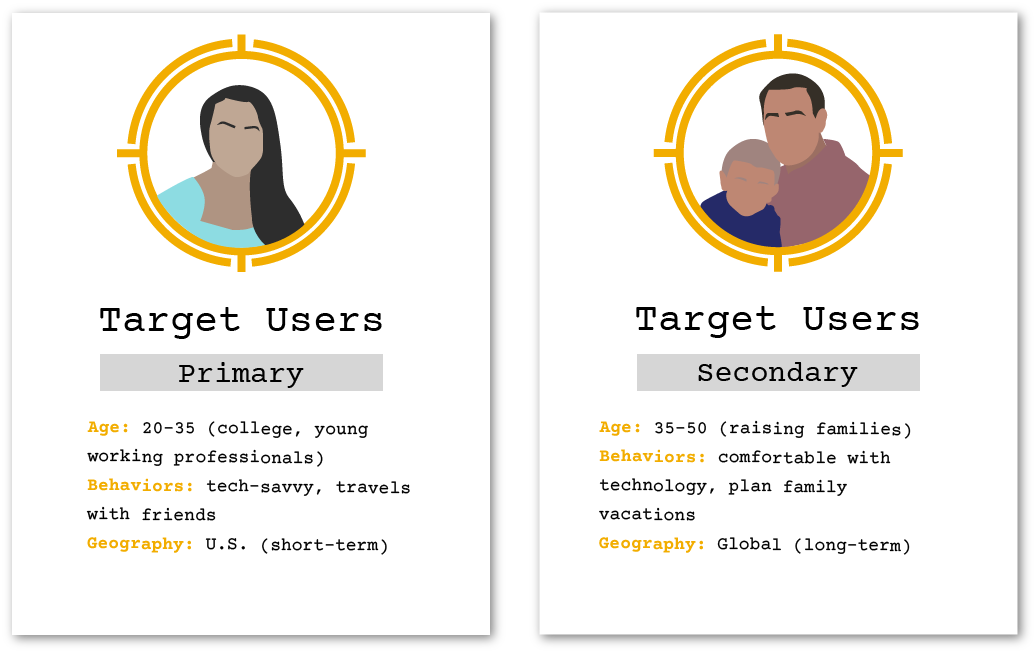 Target Users
Primary
Age: 20-35 (college, young
working professionals)
Behaviors: tech-savvy, travels
with friends
Geography: U.S. (short-term)
Target Users
Secondary
Age: 35-50 (raising families)
Behaviors: comfortable with
technology, plan family
vacations
Geography: Global (long-term)